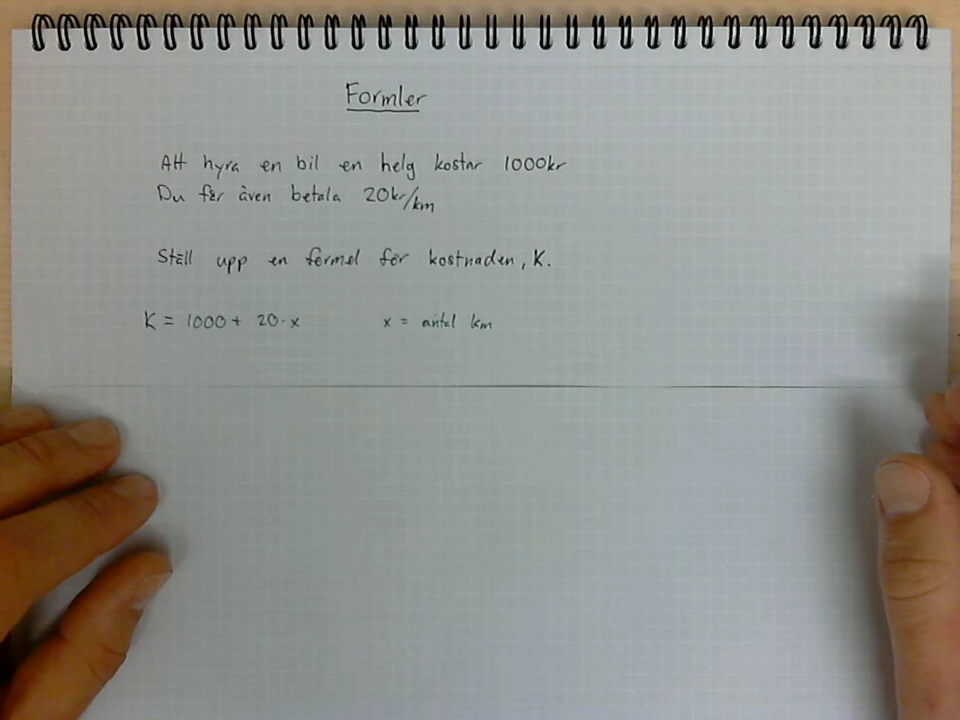 Formler
Att hyra en bil en helg kostar 1000kr
Du får även betala 20kr/km
Ställ upp en formel för kostnaden, K.
K = 1000 + 20·x x = antal km